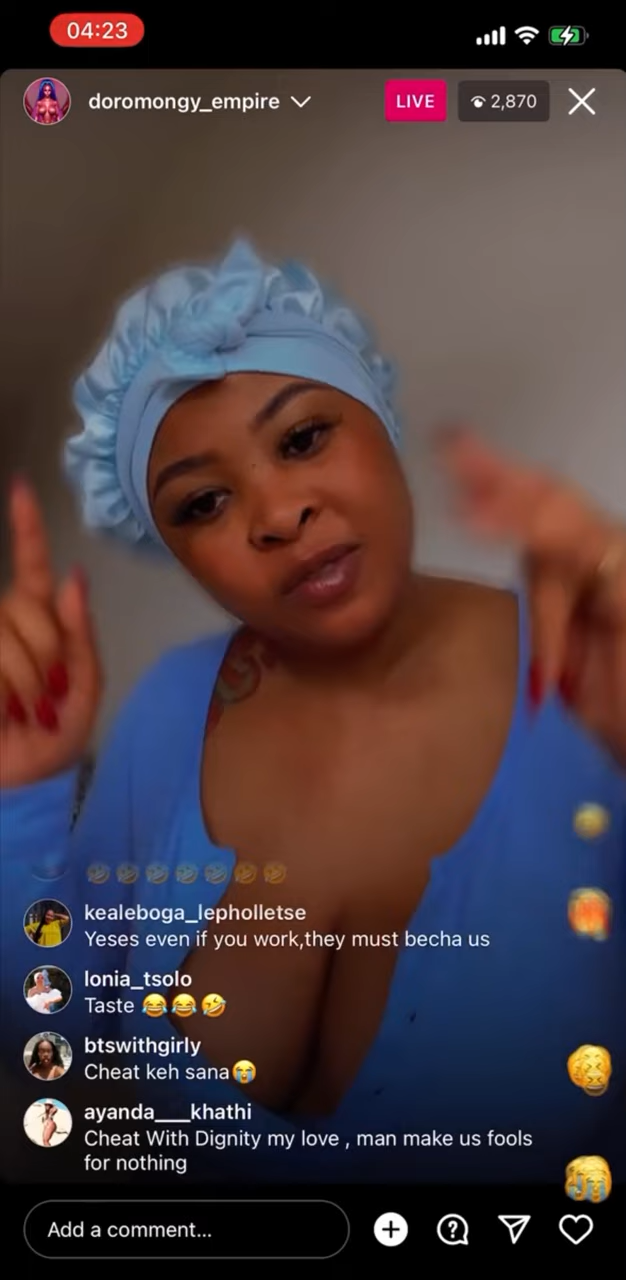 04:23
doromongy_empire
LIVE
2,870
kealeboga_lepholletse
Yeses even if you work,they must becha us
lonia_tsolo
Taste 😂😂🤣
btswithgirly
Cheat keh sana😭
ayanda___khathi
Cheat With Dignity my love , man make us fools
for nothing
Add a comment...